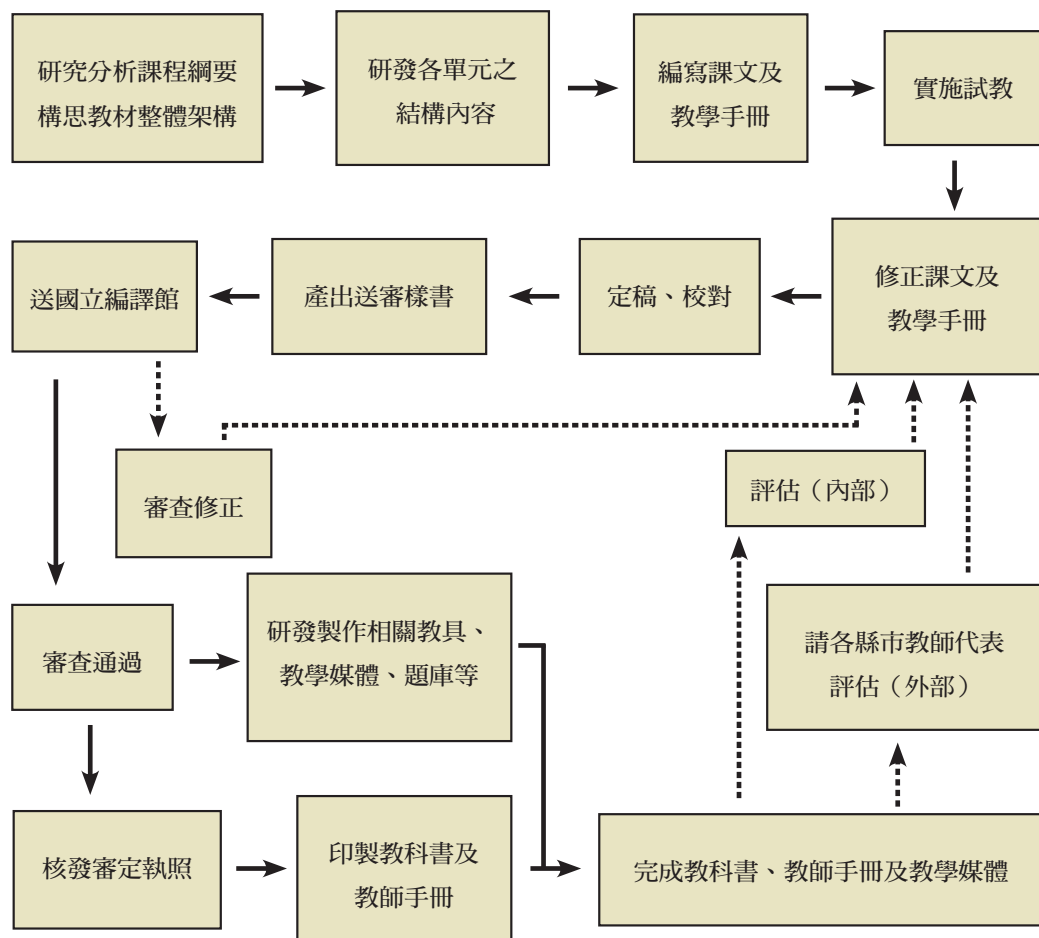 研究分析課程綱要
構思教材整體架構
研發各單元之
結構內容
編寫課文及
教學手冊
實施試教
修正課文及
教學手冊
定稿、校對
產出送審樣書
送國立編譯館
審查修正
評估（內部）
請各縣市教師代表
評估（外部）
審查通過
研發製作相關教具、
教學媒體、題庫等
核發審定執照
印製教科書及
教師手冊
完成教科書、教師手冊及教學媒體